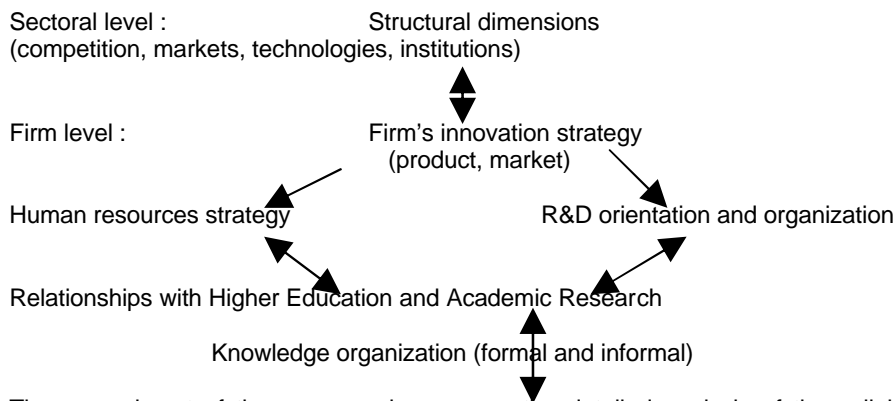 Sectoral level : Structural dimensions
(competition, markets, technologies, institutions)
Firm level : Firm's innovation strategy
(product, market)
Human resources strategy R&D orientation and organization
Relationships with Higher Education and Academic Research
Knowledge organization (formal and informal)